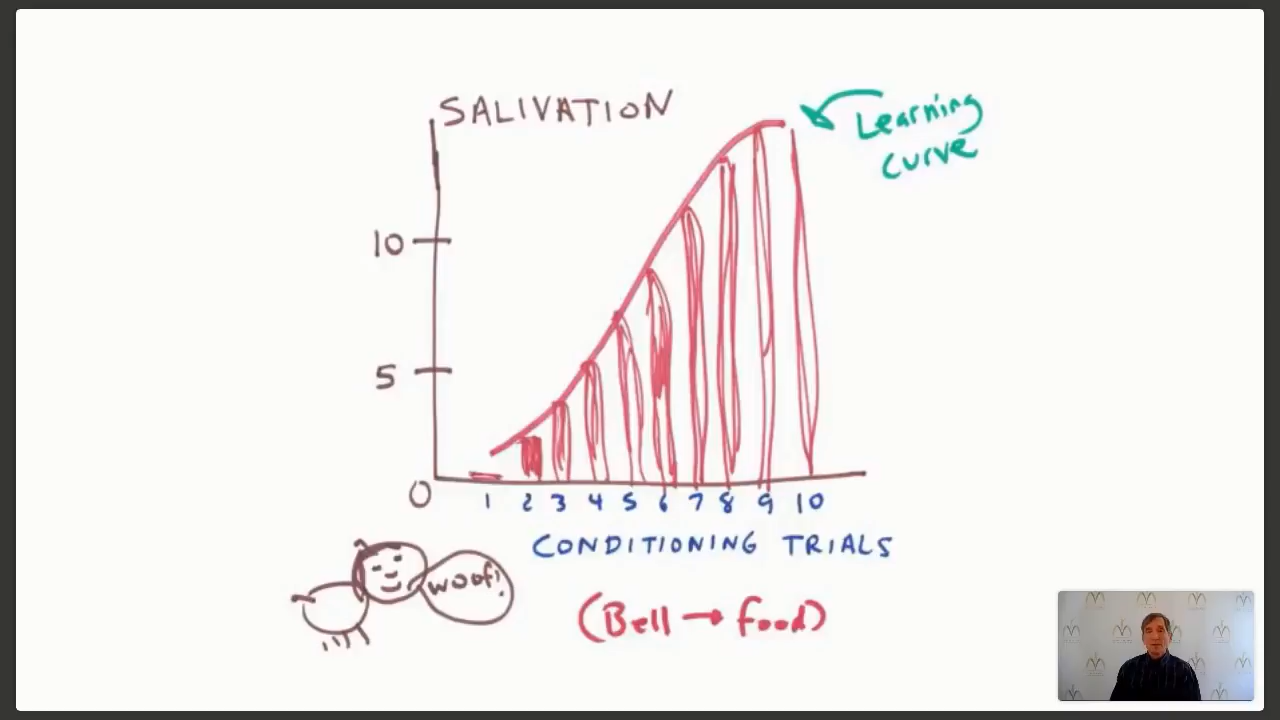 SALIVATION
Learning
curve
10
5
0
1 2 3 4 5 6 7 8 9 10
CONDITIONING TRIALS
woof!
(Bell → food)